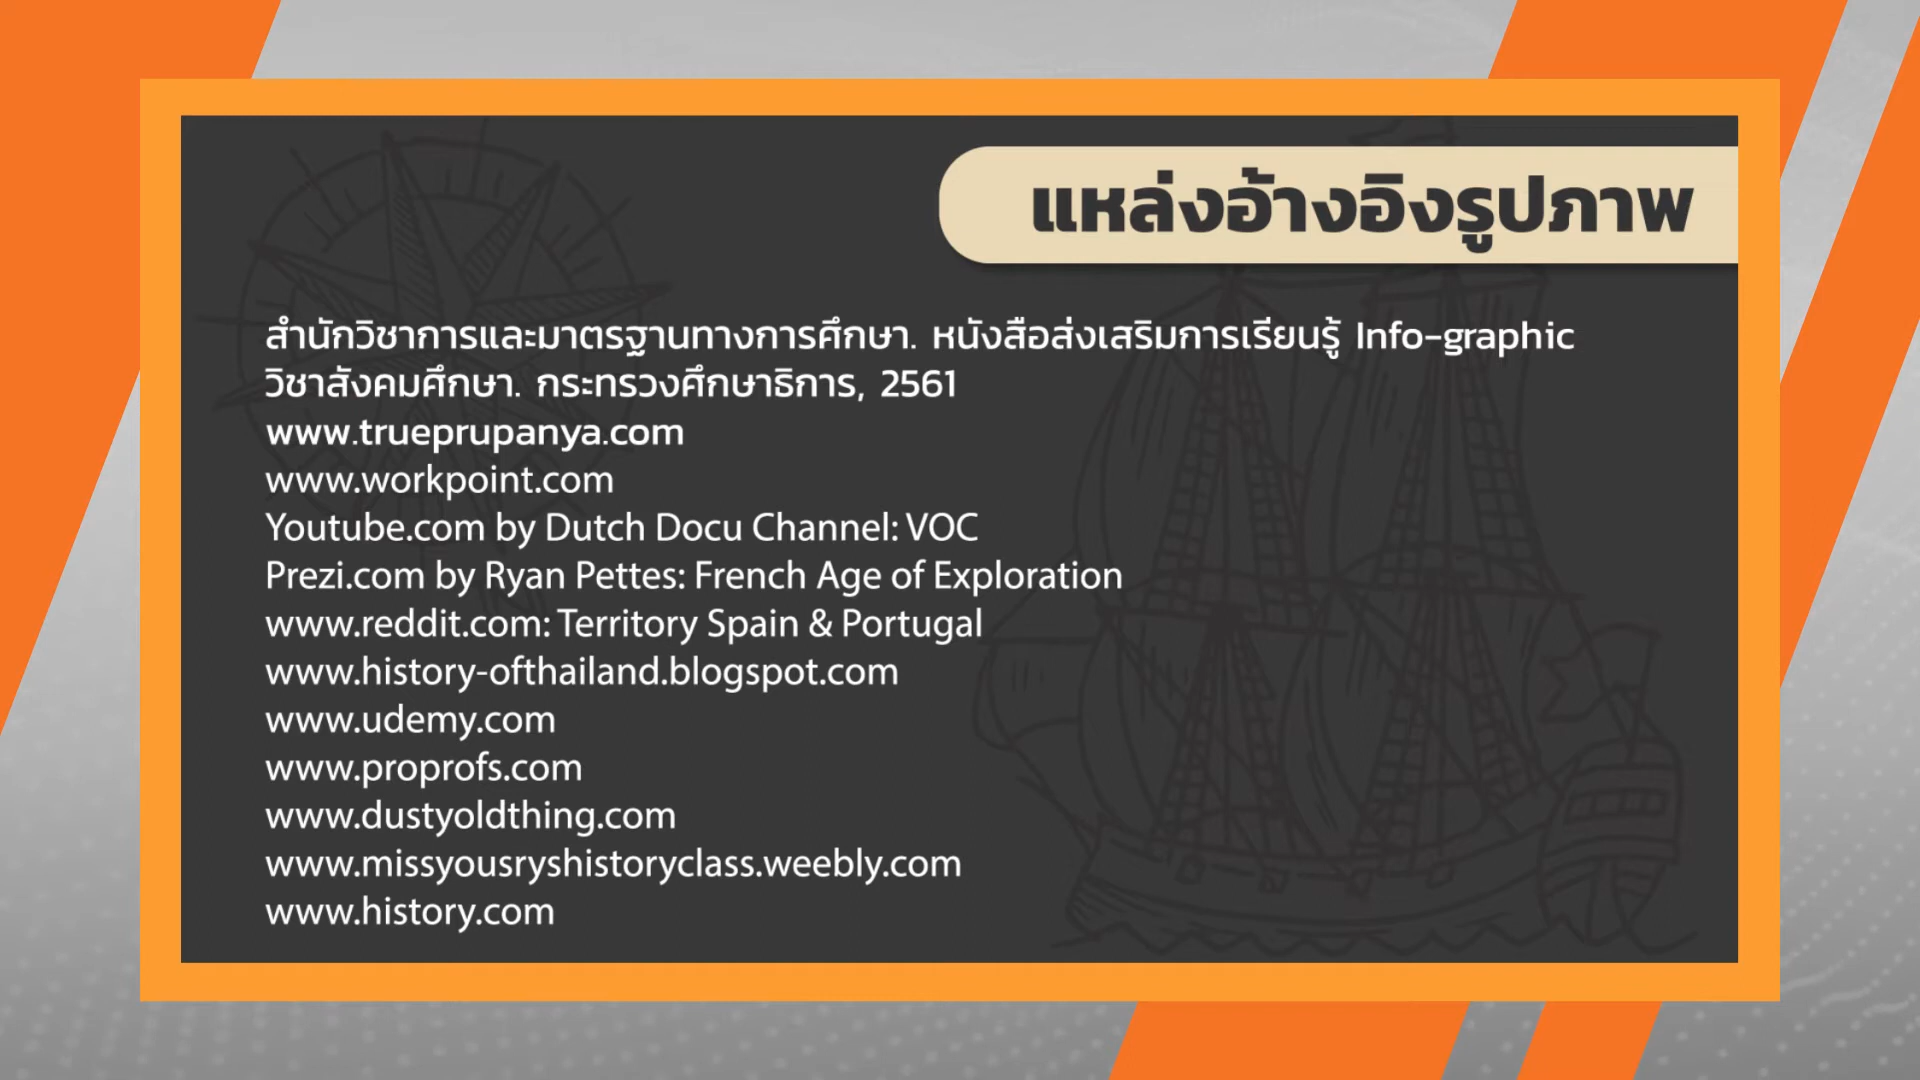 แหล่งอ้างอิงรูปภาพ
สำนักวิชาการและมาตรฐานทางการศึกษา. หนังสือส่งเสริมการเรียนรู้ Info-graphic
วิชาสังคมศึกษา. กระทรวงศึกษาธิการ, 2561
www.trueprupanya.com
www.workpoint.com
Youtube.com by Dutch Docu Channel: VOC
Prezi.com by Ryan Pettes: French Age of Exploration
www.reddit.com: Territory Spain & Portugal
www.history-ofthailand.blogspot.com
www.udemy.com
www.proprofs.com
www.dustyoldthing.com
www.missyousryshistoryclass.weebly.com
www.history.com